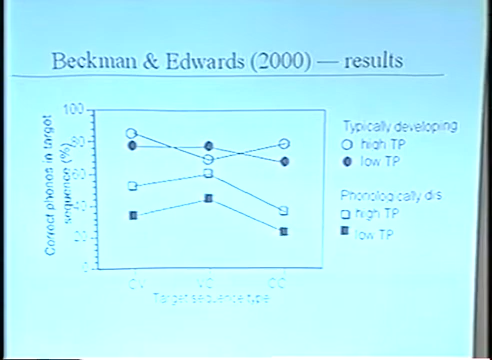 Beckman & Edwards (2000) — results
Correct phones in target
sequence (%)
100
80
60
40
20
0
CV
VC
CC
Target sequence type
Typically developing
high TP
low TP
Phonologically dis
high TP
low TP